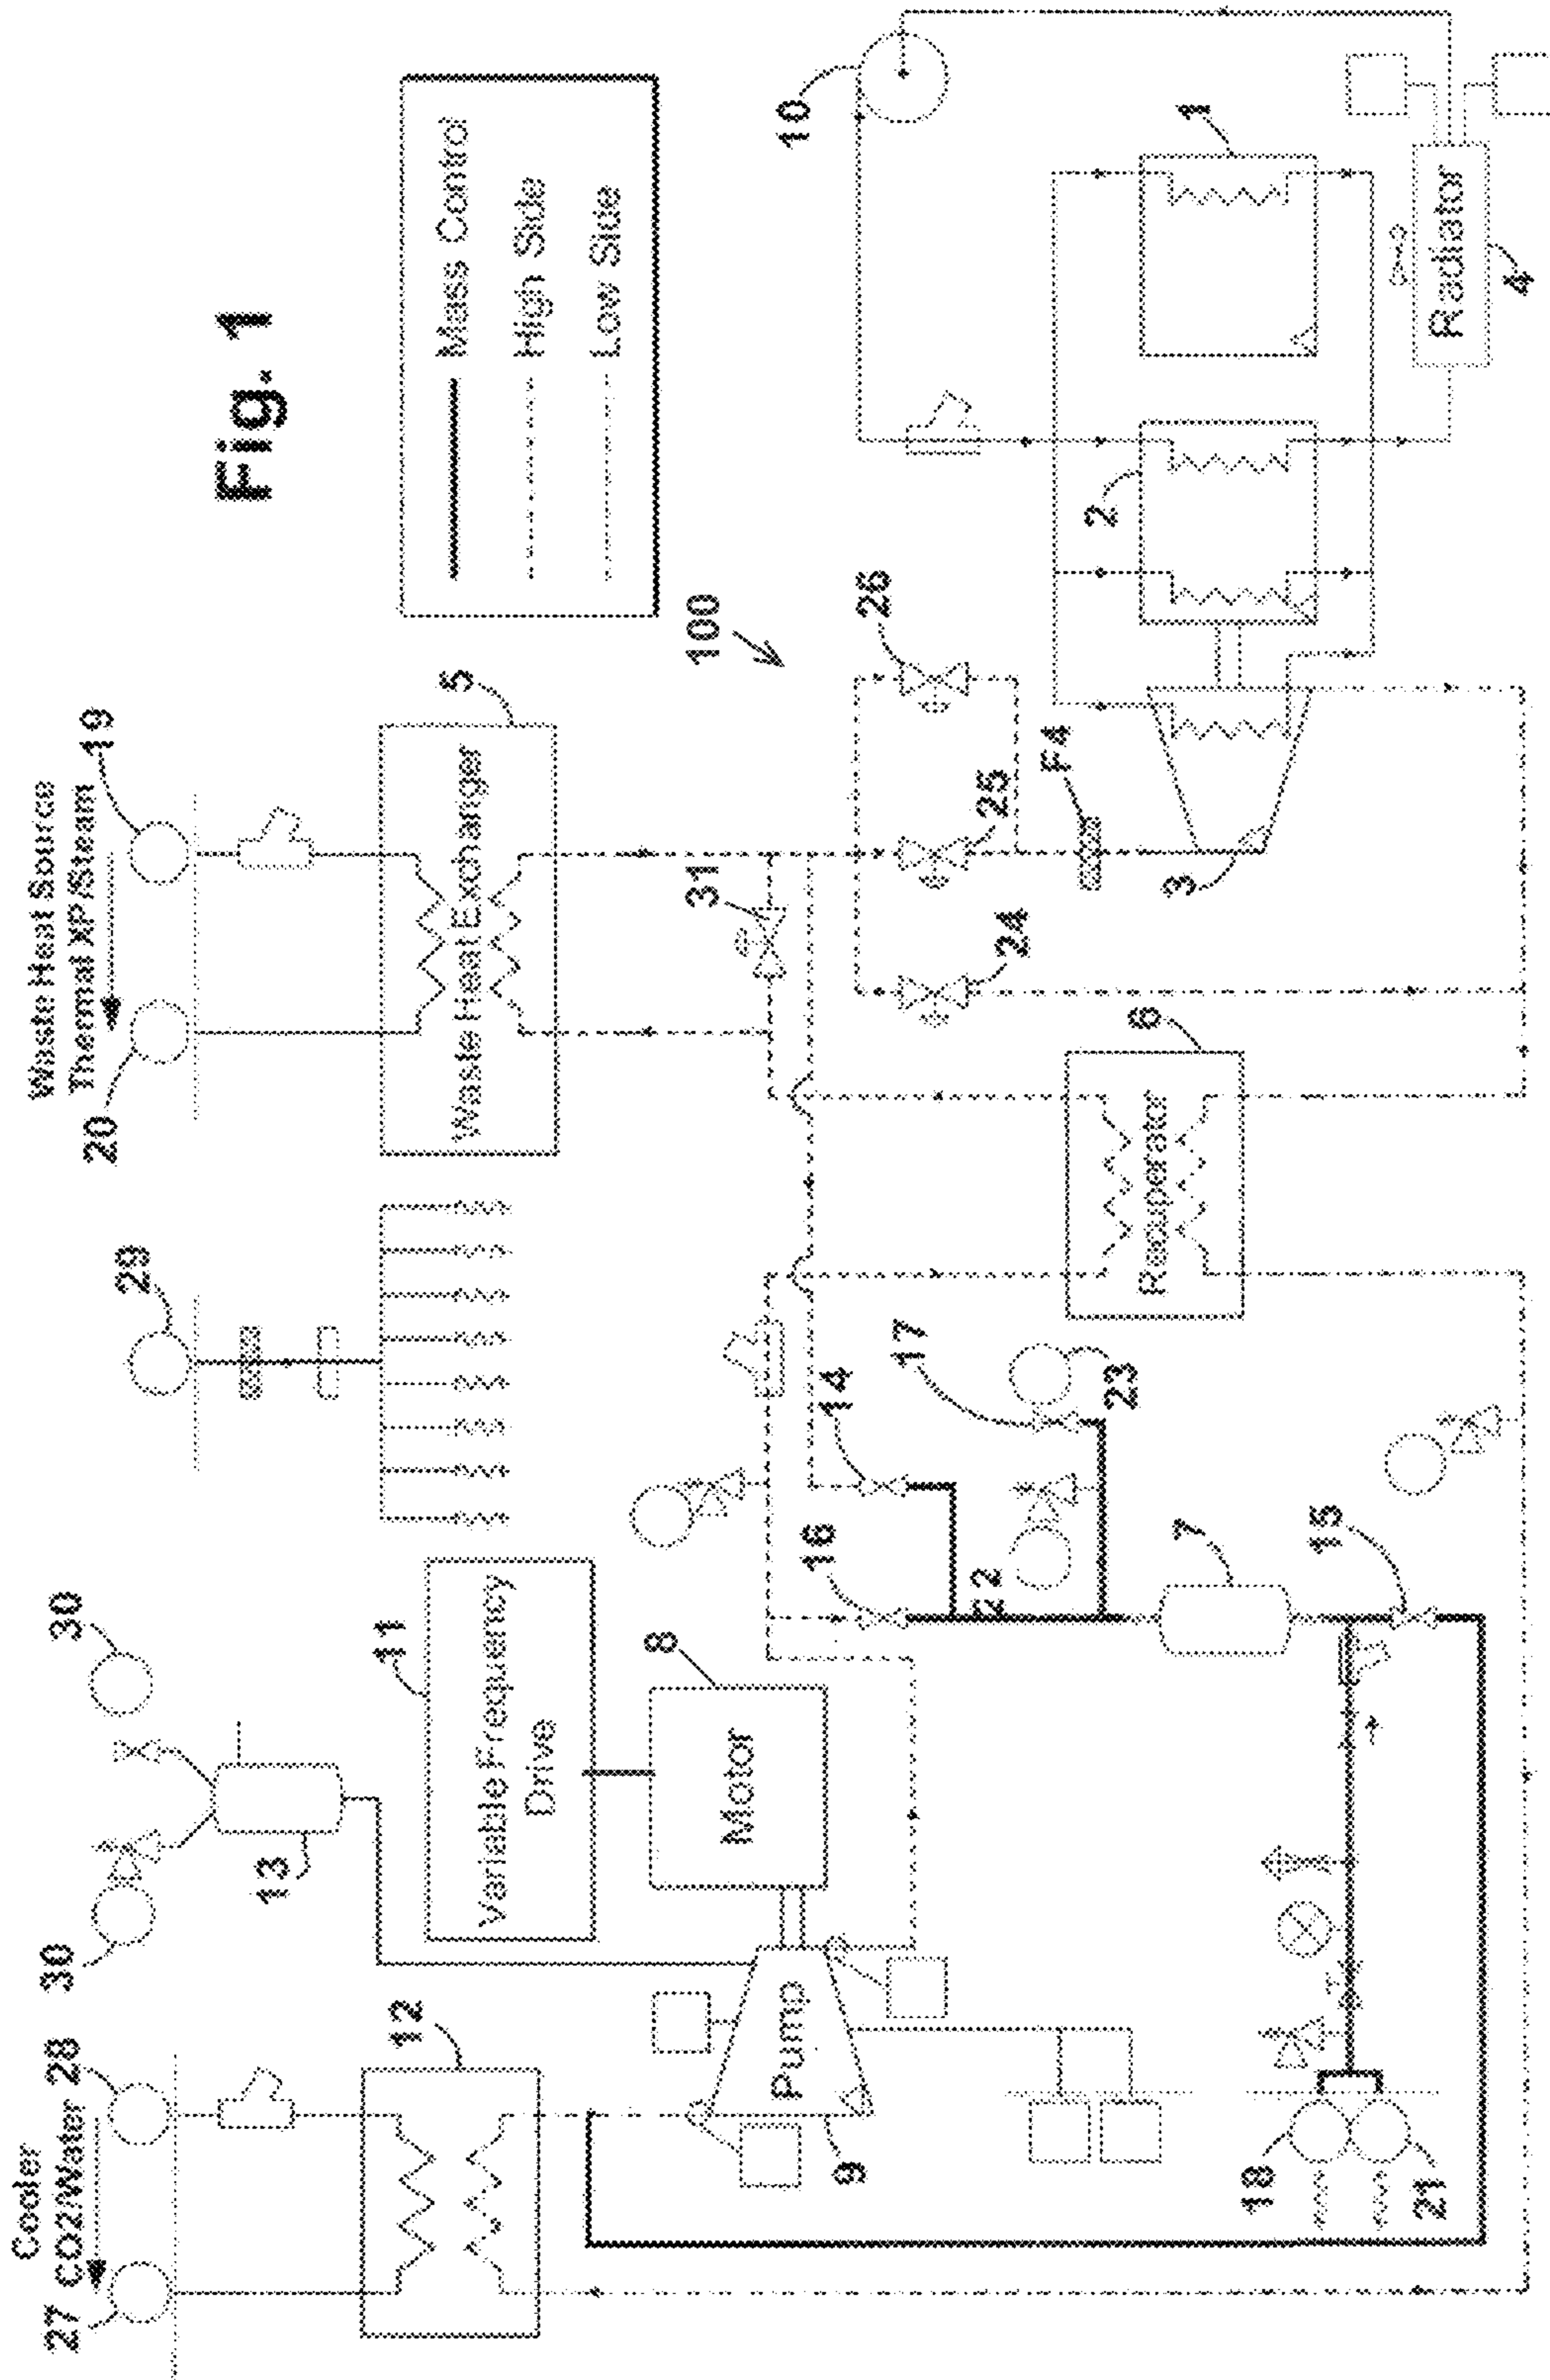 Fig. 1
Mass Control
High Side
Low Side
Cooler
CO2/Water
27
28
12
30
30
13
29
Waste Heat Source
Thermal XP/Steam
20
19
Waste Heat Exchanger
5
100
11
Variable Frequency
Drive
8
Motor
Pump
9
16
14
17
22
23
7
15
18
21
Recuperator
6
31
24
25
26
F4
3
2
1
10
Radiator
4